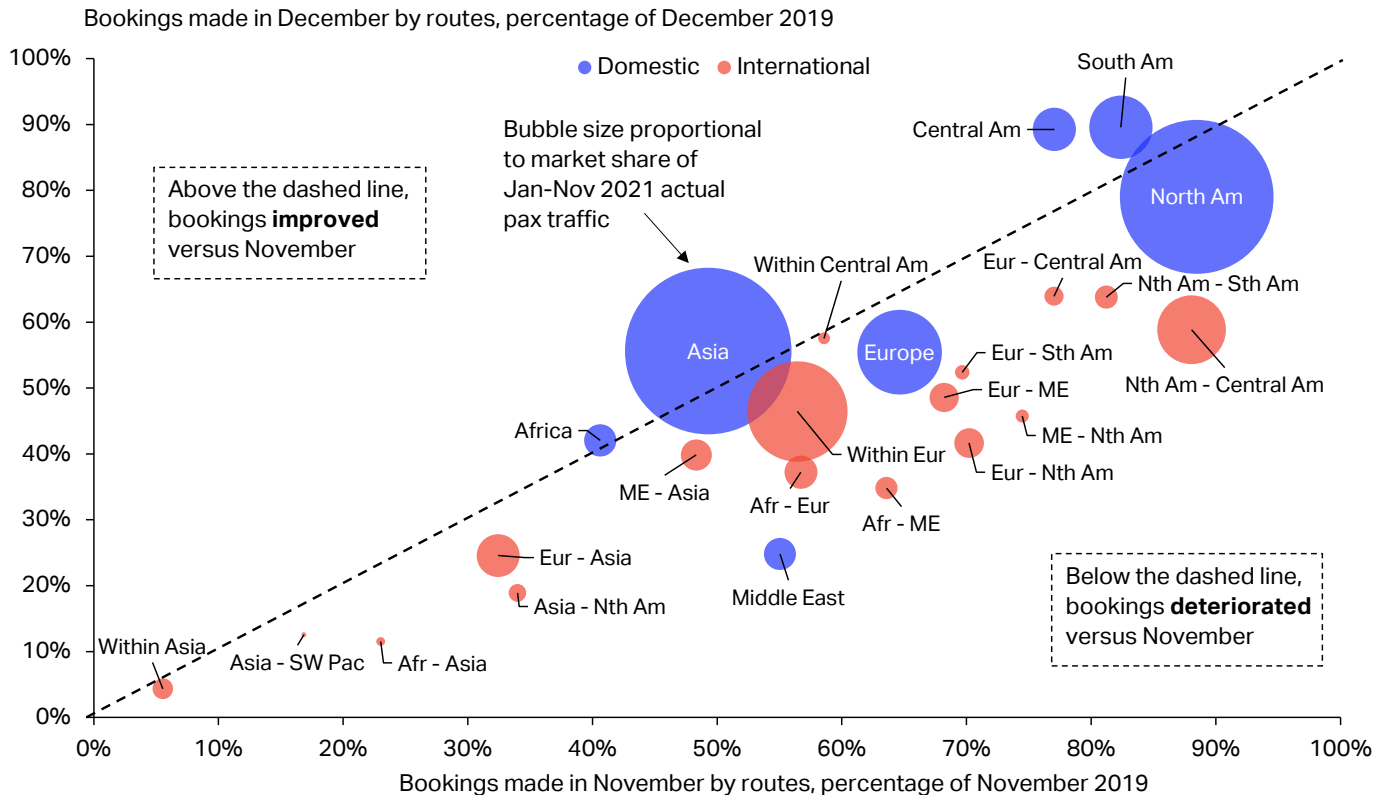 Bookings made in December by routes, percentage of December 2019
100%
90%
80%
70%
60%
50%
40%
30%
20%
10%
0%
Domestic
International
Above the dashed line,
bookings improved
versus November
Bubble size proportional
to market share of
Jan-Nov 2021 actual
pax traffic
South Am
Central Am
North Am
Within Central Am
Eur - Central Am
Nth Am - Sth Am
Asia
Europe
Eur - Sth Am
Nth Am - Central Am
Eur - ME
ME - Nth Am
Africa
Within Eur
Eur - Nth Am
ME - Asia
Afr - Eur
Afr - ME
Eur - Asia
Asia - Nth Am
Middle East
Within Asia
Asia - SW Pac
Afr - Asia
Below the dashed line,
bookings deteriorated
versus November
0%
10%
20%
30%
40%
50%
60%
70%
80%
90%
100%
Bookings made in November by routes, percentage of November 2019